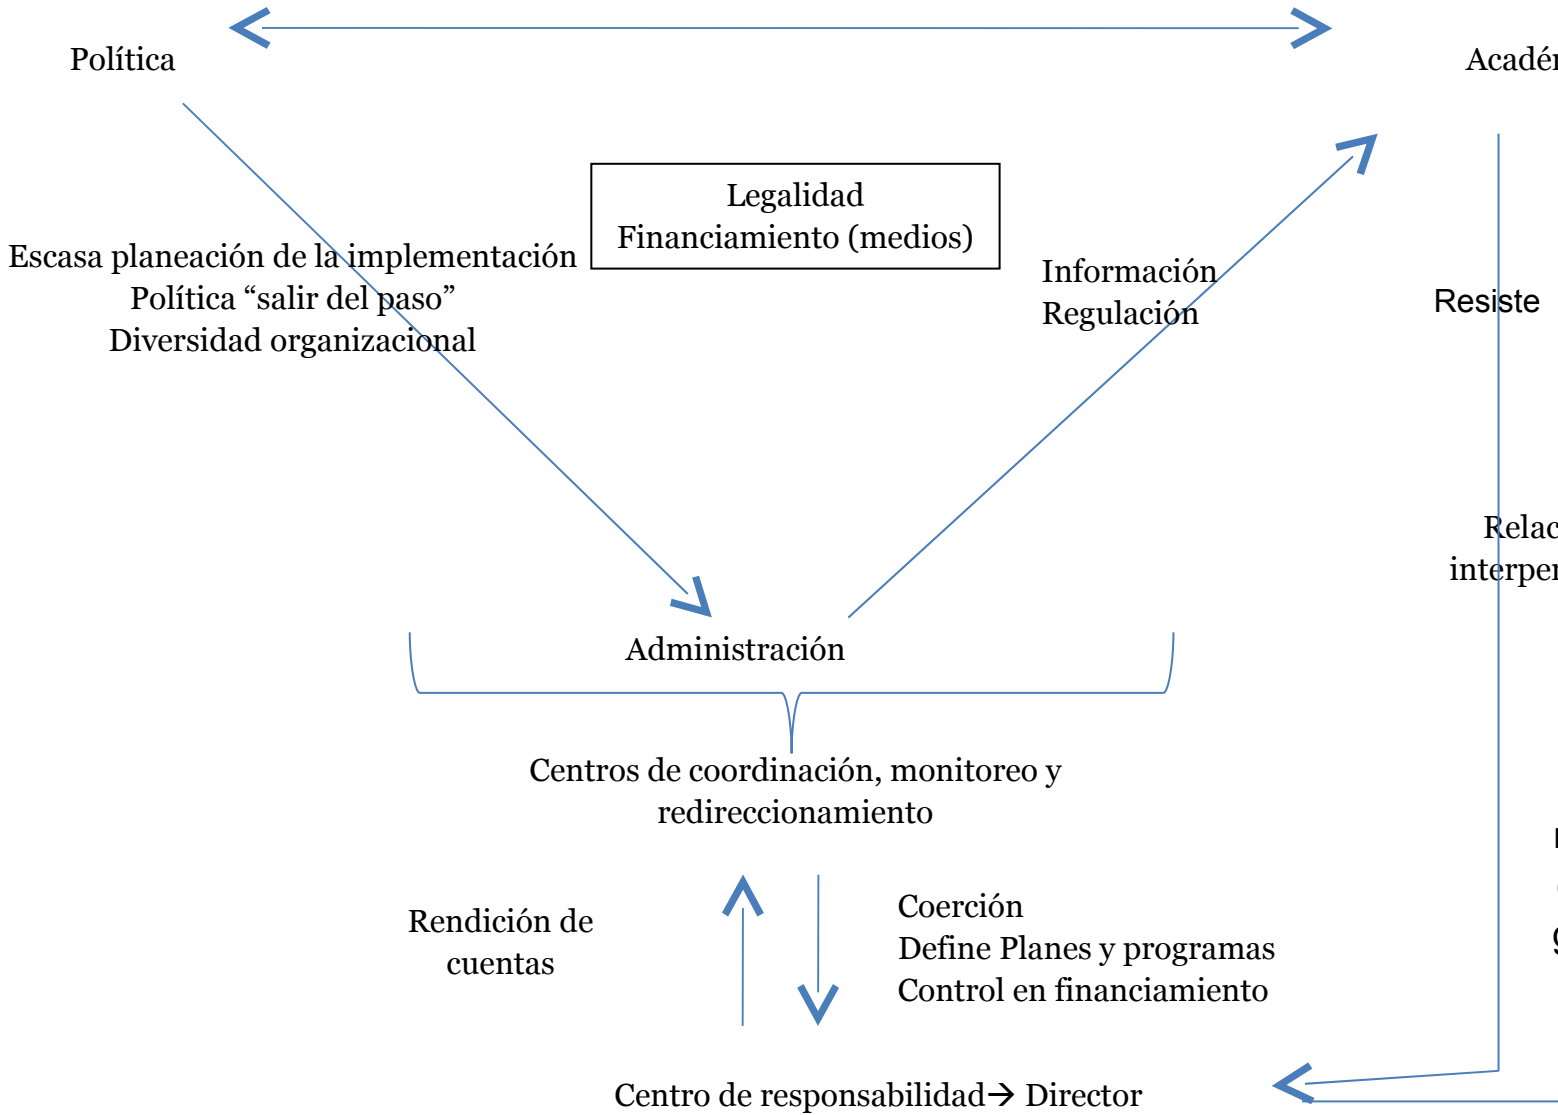 Política
Legalidad
Financiamiento (medios)
Escasa planeación de la implementación
Política “salir del paso”
Diversidad organizacional
Información
Regulación
Resiste
Administración
Centros de coordinación, monitoreo y
redireccionamiento
Rendición de
cuentas
Coerción
Define Planes y programas
Control en financiamiento
Centro de responsabilidad→ Director